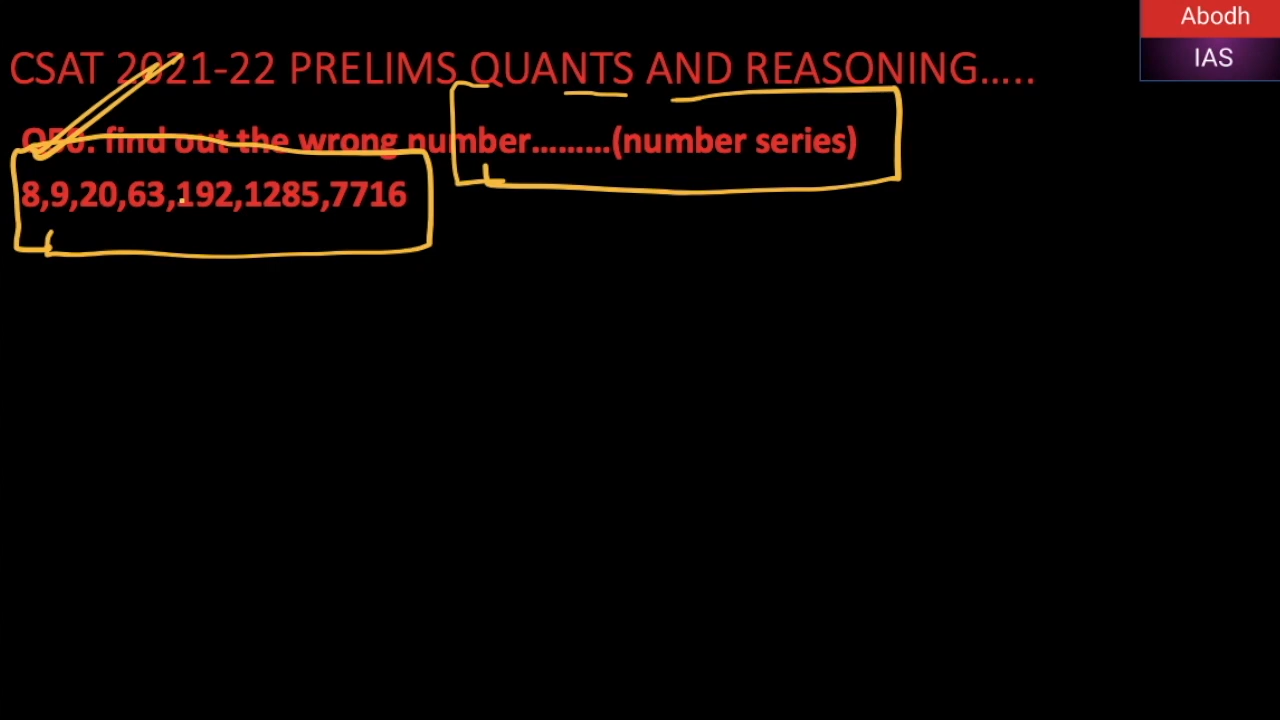 Abodh
IAS
CSAT 2021-22 PRELIMS QUANTS AND REASONING.....
find out the wrong number.........(number series)
8,9,20,63,192,1285,7716